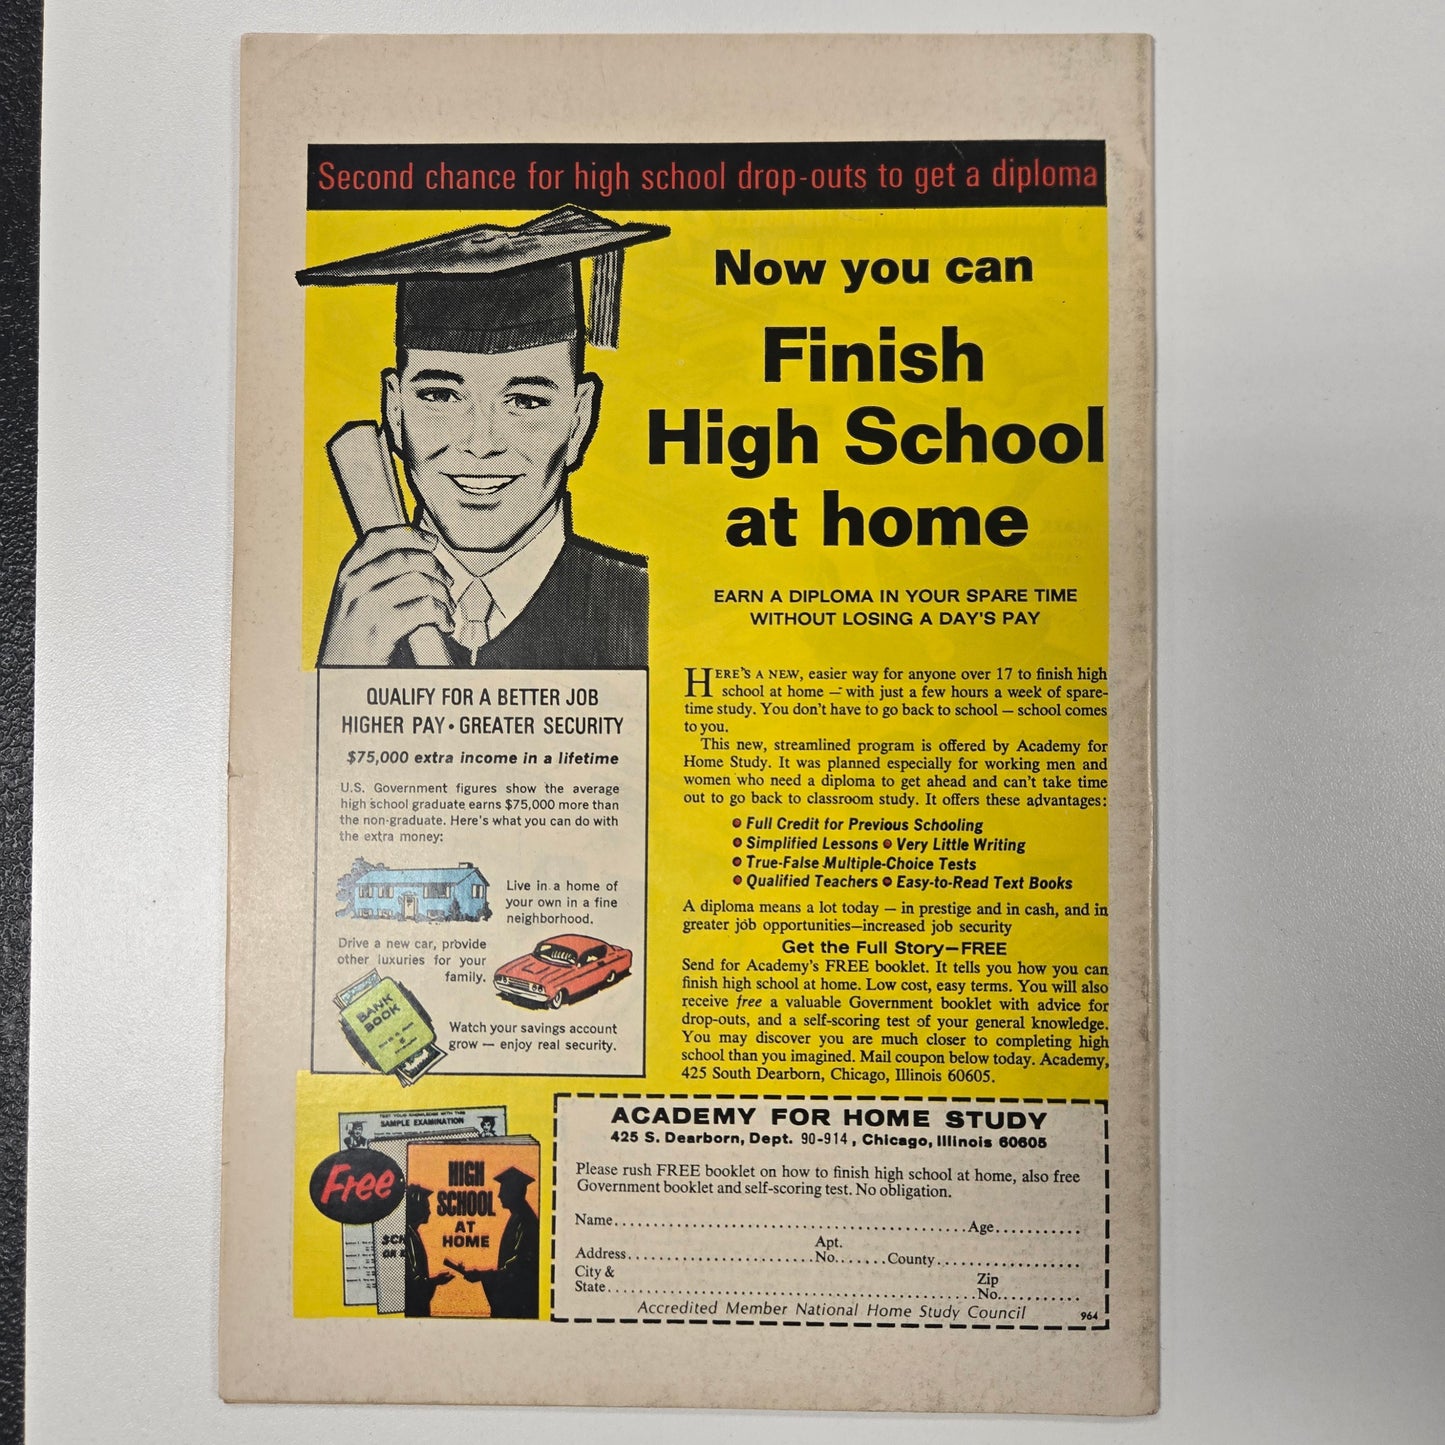 Second chance for high school drop-outs to get a diploma
Now you can
Finish
High School
at home
EARN A DIPLOMA IN YOUR SPARE TIME
WITHOUT LOSING A DAY'S PAY
QUALIFY FOR A BETTER JOB
HIGHER PAY • GREATER SECURITY
$75,000 extra income in a lifetime
U.S. Government figures show the average
high school graduate earns $75,000 more than
the non-graduate. Here's what you can do with
the extra money:
Live in a home of
your own in a fine
neighborhood.
Drive a new car, provide
other luxuries for your
family.
BANK
BOOK
Watch your savings account
grow — enjoy real security.
HERE'S A NEW, easier way for anyone over 17 to finish high
school at home — with just a few hours a week of spare-
time study. You don't have to go back to school — school comes
to you.
This new, streamlined program is offered by Academy for
Home Study. It was planned especially for working men and
women who need a diploma to get ahead and can't take time
out to go back to classroom study. It offers these advantages:
• Full Credit for Previous Schooling
• Simplified Lessons • Very Little Writing
• True-False Multiple-Choice Tests
• Qualified Teachers • Easy-to-Read Text Books
A diploma means a lot today — in prestige and in cash, and in
greater job opportunities—increased job security
Get the Full Story—FREE
Send for Academy's FREE booklet. It tells you how you can
finish high school at home. Low cost, easy terms. You will also
receive free a valuable Government booklet with advice for
drop-outs, and a self-scoring test of your general knowledge.
You may discover you are much closer to completing high
school than you imagined. Mail coupon below today. Academy,
425 South Dearborn, Chicago, Illinois 60605.
TEST YOUR KNOWLEDGE WITH THIS
SAMPLE EXAMINATION
Free
HIGH
SCHOOL
AT
HOME
ACADEMY FOR HOME STUDY
425 S. Dearborn, Dept. 90-914, Chicago, Illinois 60605
Please rush FREE booklet on how to finish high school at home, also free
Government booklet and self-scoring test. No obligation.
Name.......................................Age..........
Apt.
Address....................No.......County................
City &
Zip
State.......................................No..........
Accredited Member National Home Study Council
964